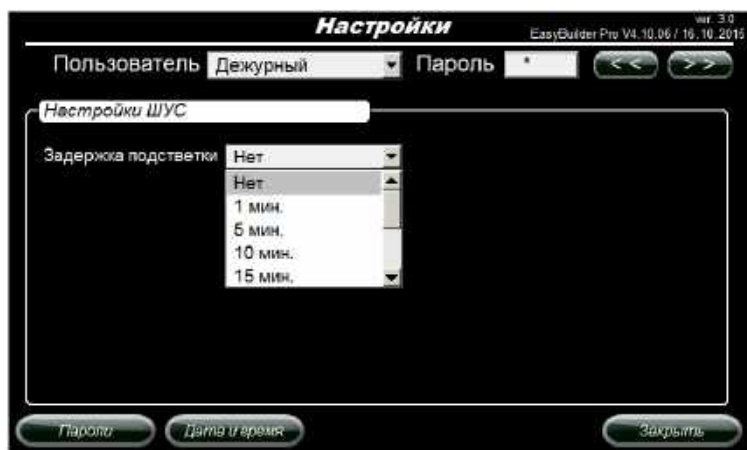 Настройки
ver. 3.0
EasyBuilder Pro V4.10.06 / 16.10.2015
Пользователь Дежурный Пароль * << >>
Настройки ШУС
Задержка подстветки Нет
Нет
1 мин.
5 мин.
10 мин.
15 мин.
Пароли Дата и время Закрыть